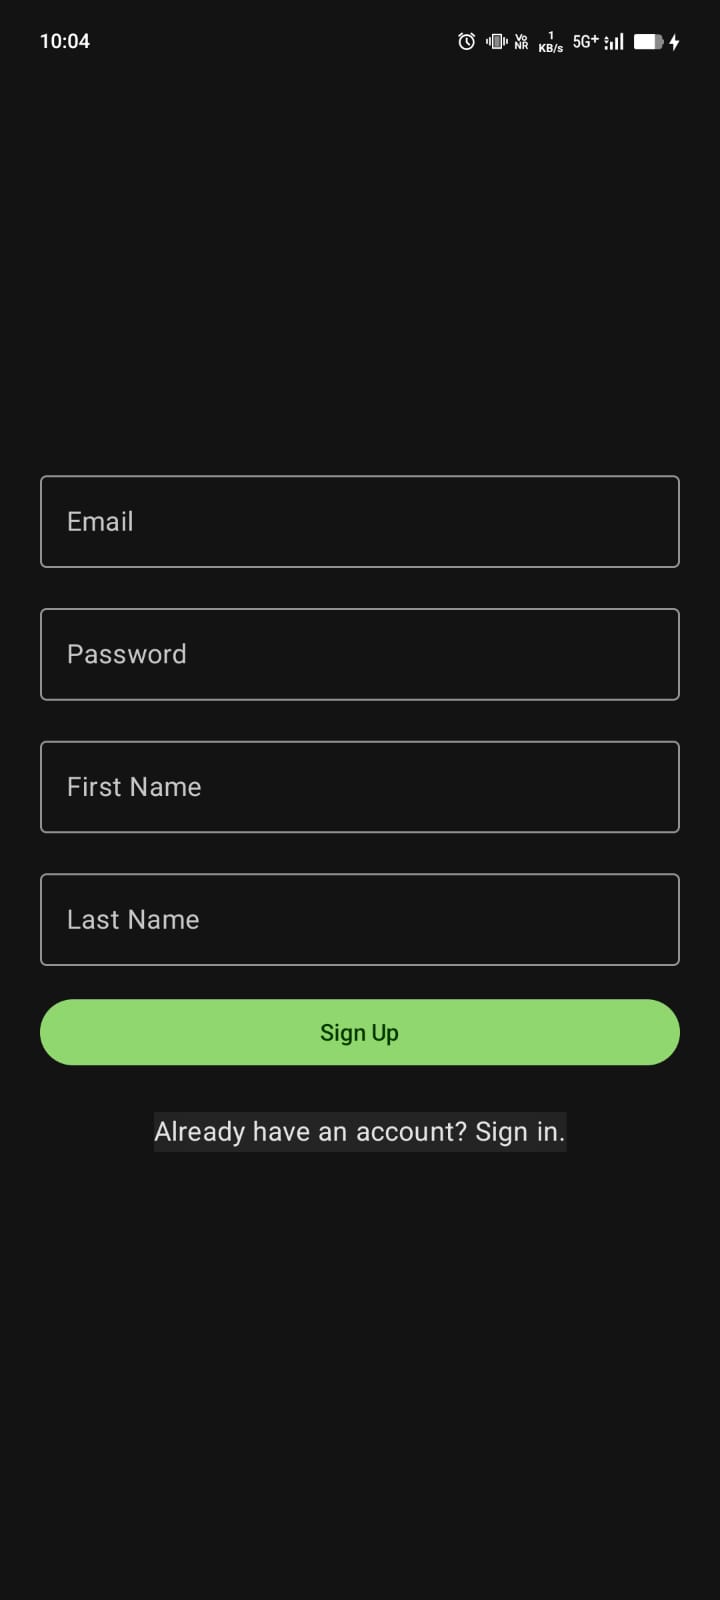 10:04
Vo NR 1 KB/s 5G+
Email
Password
First Name
Last Name
Sign Up
Already have an account? Sign in.